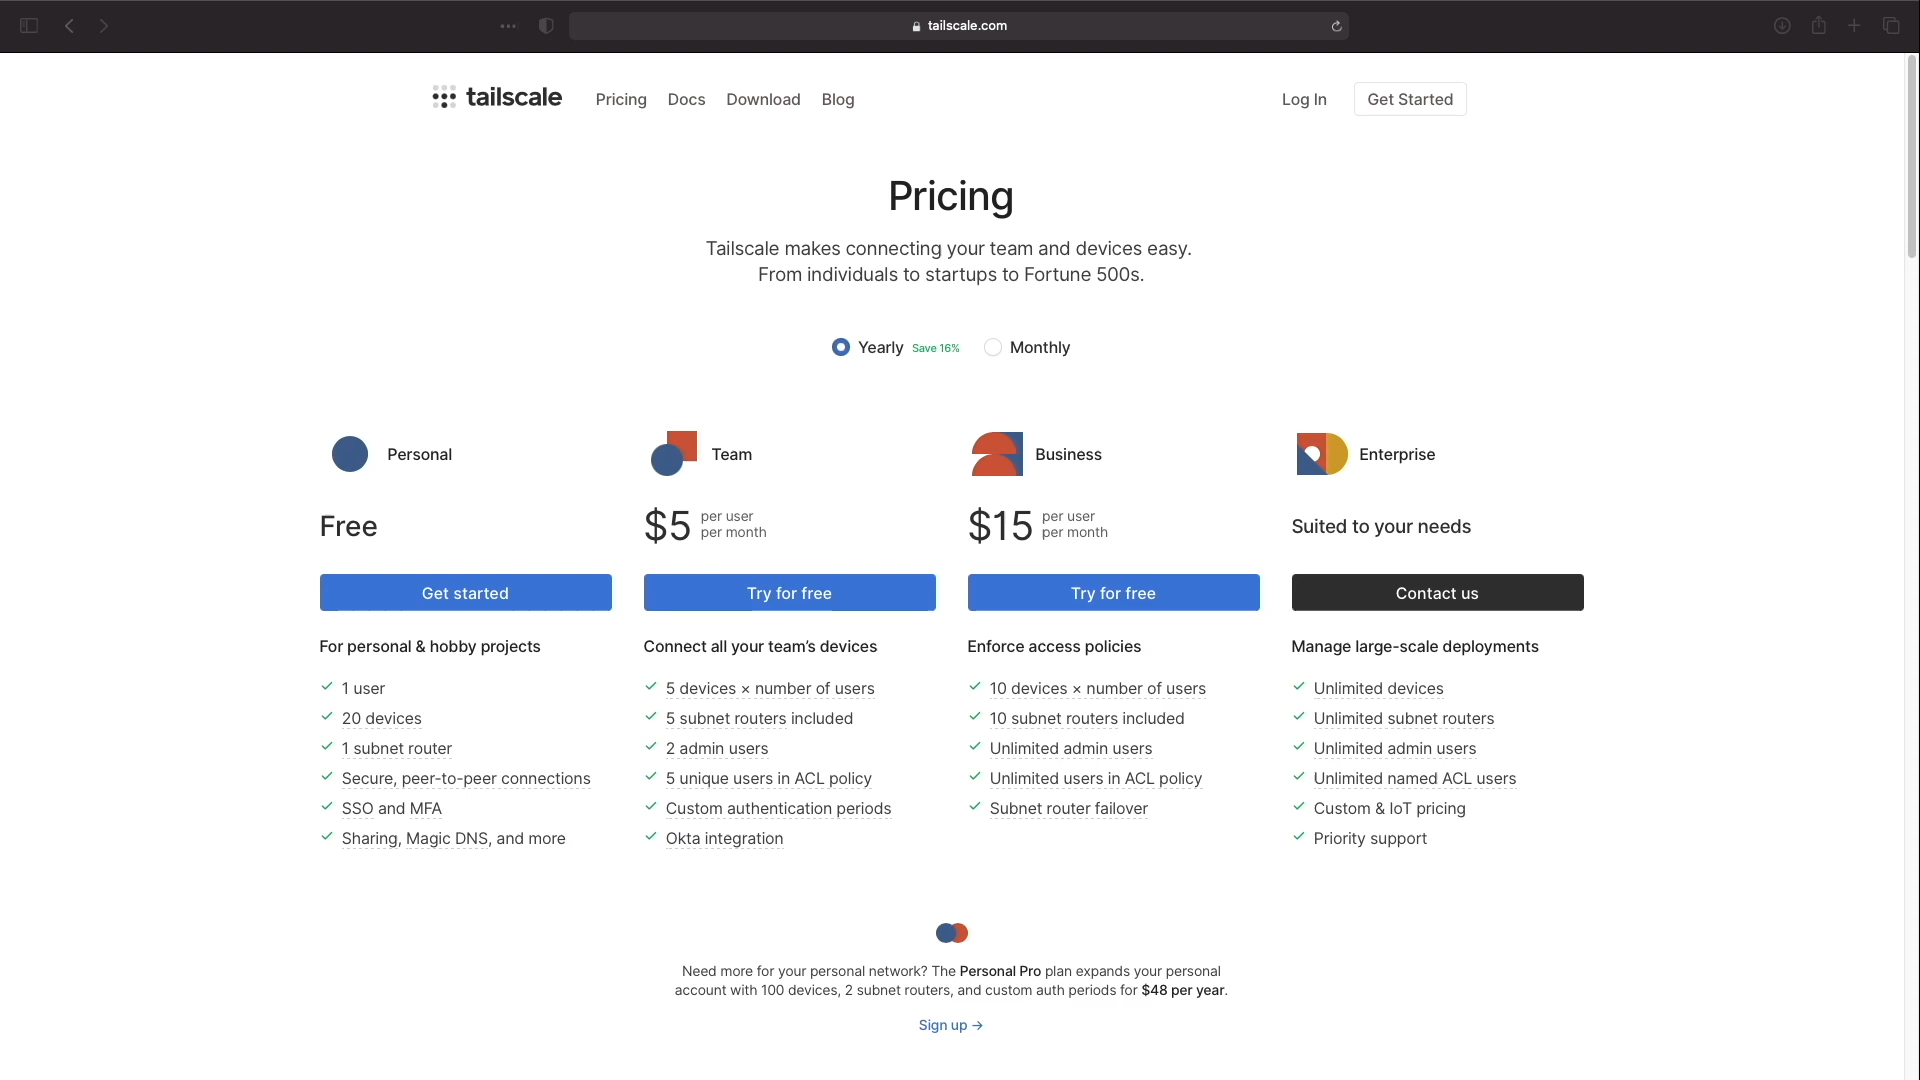 tailscale.com
tailscale
Pricing
Docs
Download
Blog
Log In
Get Started
Pricing
Tailscale makes connecting your team and devices easy.
From individuals to startups to Fortune 500s.
Yearly Save 16%
Monthly
Personal
Free
Get started
For personal & hobby projects
1 user
20 devices
1 subnet router
Secure, peer-to-peer connections
SSO and MFA
Sharing, Magic DNS, and more
Team
$5 per user
per month
Try for free
Connect all your team’s devices
5 devices × number of users
5 subnet routers included
2 admin users
5 unique users in ACL policy
Custom authentication periods
Okta integration
Business
$15 per user
per month
Try for free
Enforce access policies
10 devices × number of users
10 subnet routers included
Unlimited admin users
Unlimited users in ACL policy
Subnet router failover
Enterprise
Suited to your needs
Contact us
Manage large-scale deployments
Unlimited devices
Unlimited subnet routers
Unlimited admin users
Unlimited named ACL users
Custom & IoT pricing
Priority support
Need more for your personal network? The Personal Pro plan expands your personal
account with 100 devices, 2 subnet routers, and custom auth periods for $48 per year.
Sign up →